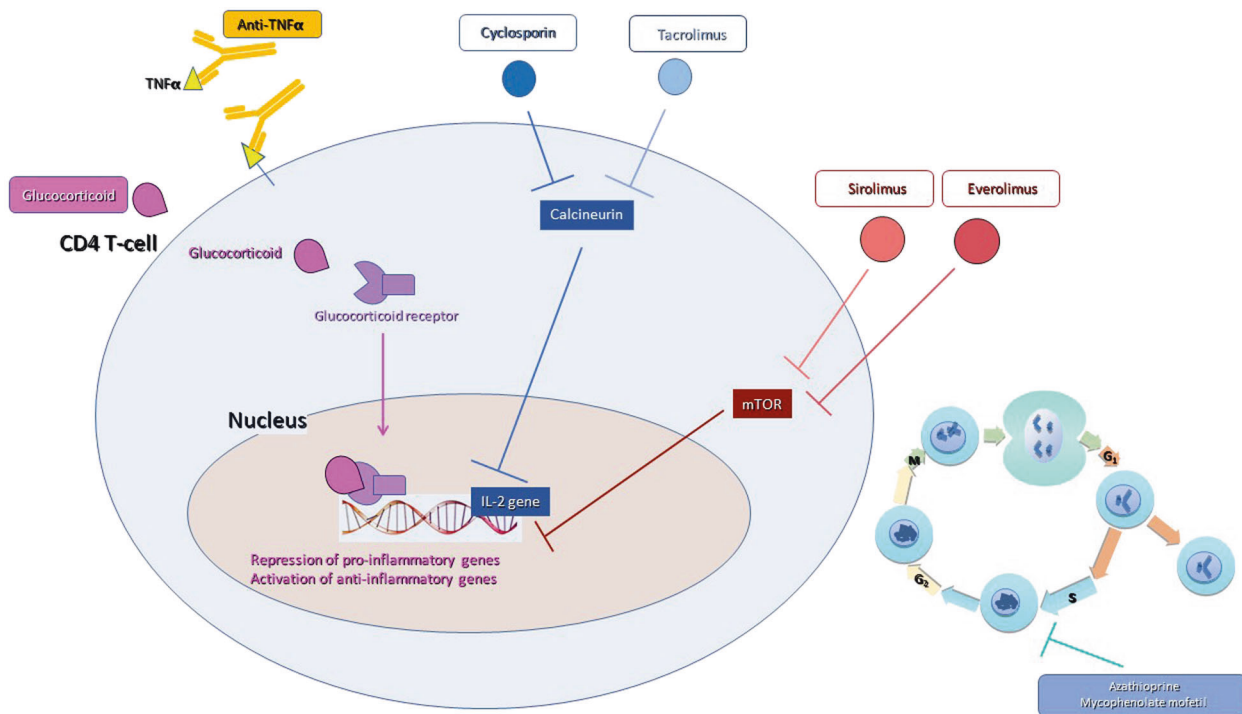 Anti-TNFα
TNFα
Cyclosporin
Tacrolimus
Glucocorticoid
CD4 T-cell
Glucocorticoid
Glucocorticoid receptor
Calcineurin
Sirolimus
Everolimus
mTOR
Nucleus
IL-2 gene
Repression of pro-inflammatory genes
Activation of anti-inflammatory genes
M
G₁
G₂
S
Azathioprine
Mycophenolate mofetil